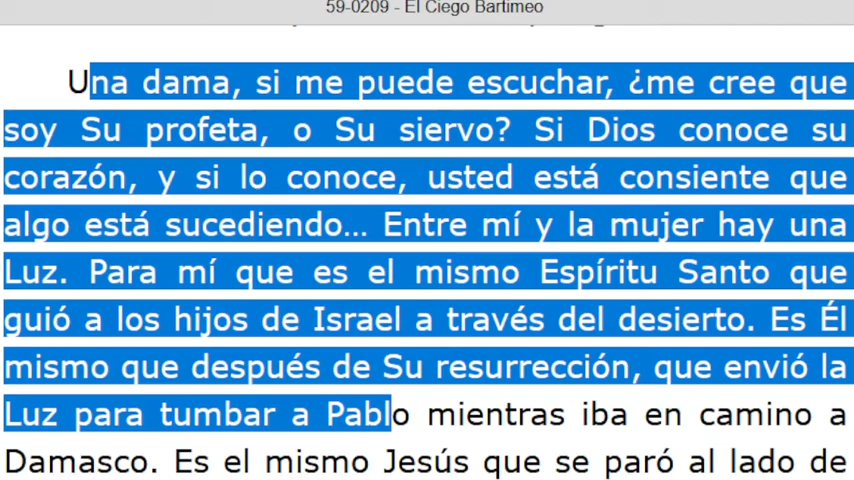 59-0209 - El Ciego Bartimeo
Una dama, si me puede escuchar, ¿me cree que
soy Su profeta, o Su siervo? Si Dios conoce su
corazón, y si lo conoce, usted está consiente que
algo está sucediendo... Entre mí y la mujer hay una
Luz. Para mí que es el mismo Espíritu Santo que
guió a los hijos de Israel a través del desierto. Es Él
mismo que después de Su resurrección, que envió la
Luz para tumbar a Pablo mientras iba en camino a
Damasco. Es el mismo Jesús que se paró al lado de